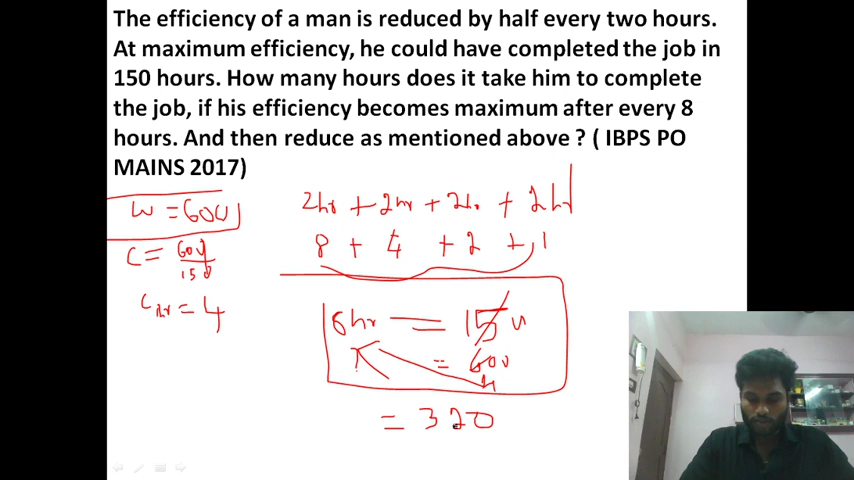 The efficiency of a man is reduced by half every two hours.
At maximum efficiency, he could have completed the job in
150 hours. How many hours does it take him to complete
the job, if his efficiency becomes maximum after every 8
hours. And then reduce as mentioned above ? ( IBPS PO
MAINS 2017)
w = 600
2hr + 2hr + 2hr + 2hr
8 + 4 + 2 + 1
C = 600/150
= 4
8hr = 15
= 600
= 320